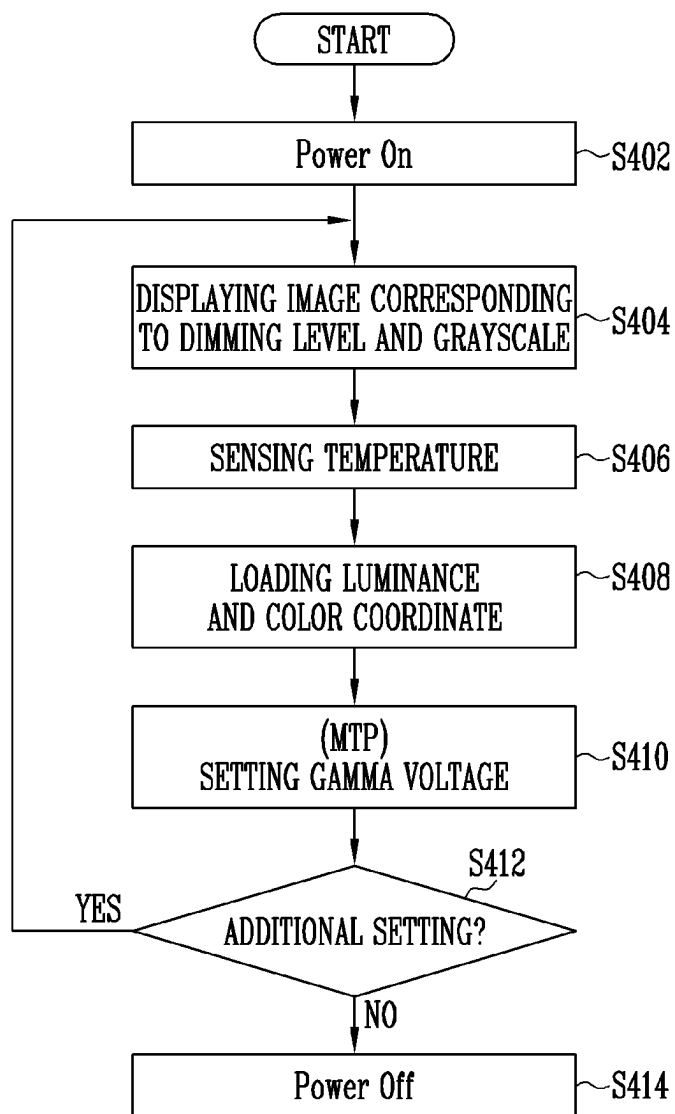 START
Power On
S402
DISPLAYING IMAGE CORRESPONDING
TO DIMMING LEVEL AND GRAYSCALE
S404
SENSING TEMPERATURE
S406
LOADING LUMINANCE
AND COLOR COORDINATE
S408
(MTP)
SETTING GAMMA VOLTAGE
S410
S412
YES
ADDITIONAL SETTING?
NO
Power Off
S414